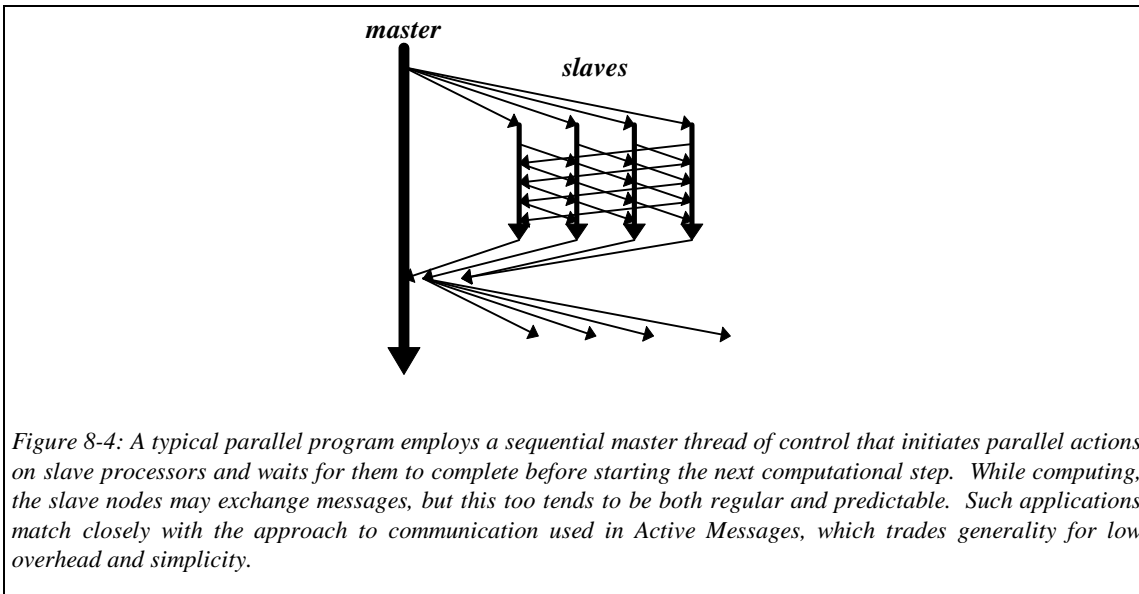 master
slaves
Figure 8-4: A typical parallel program employs a sequential master thread of control that initiates parallel actions
on slave processors and waits for them to complete before starting the next computational step. While computing,
the slave nodes may exchange messages, but this too tends to be both regular and predictable. Such applications
match closely with the approach to communication used in Active Messages, which trades generality for low
overhead and simplicity.